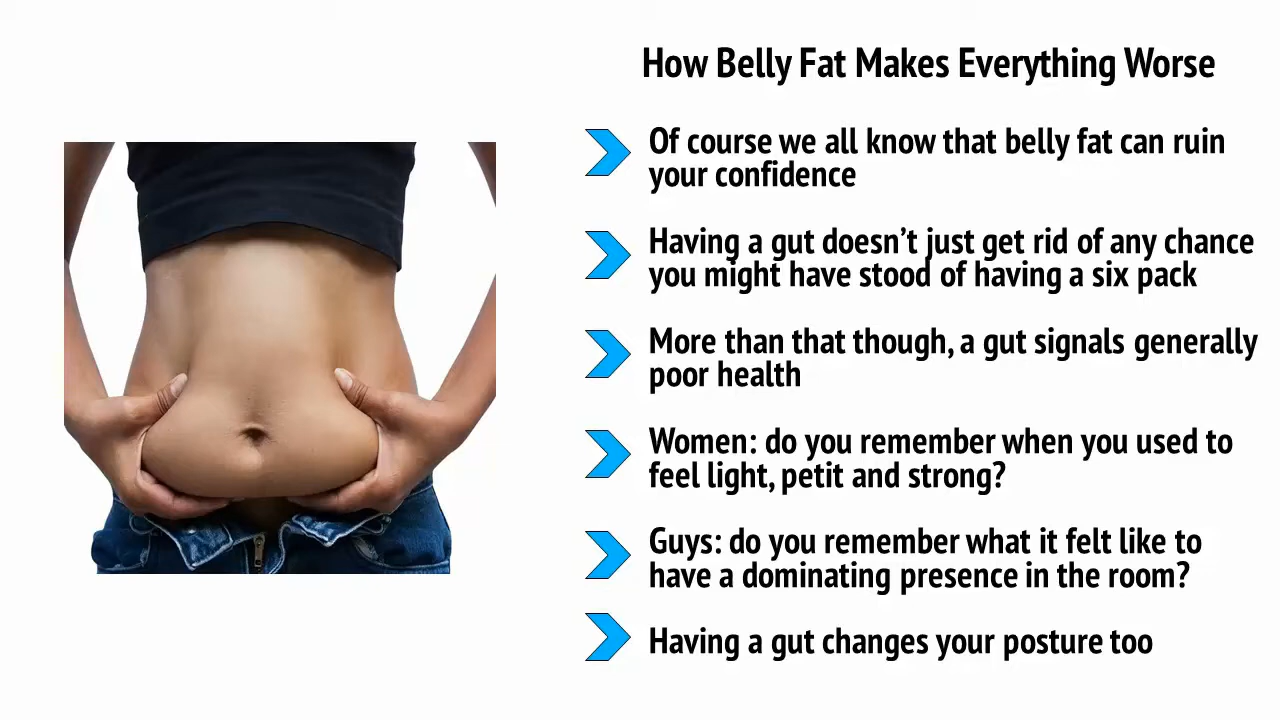 How Belly Fat Makes Everything Worse
Of course we all know that belly fat can ruin
your confidence
Having a gut doesn’t just get rid of any chance
you might have stood of having a six pack
More than that though, a gut signals generally
poor health
Women: do you remember when you used to
feel light, petit and strong?
Guys: do you remember what it felt like to
have a dominating presence in the room?
Having a gut changes your posture too